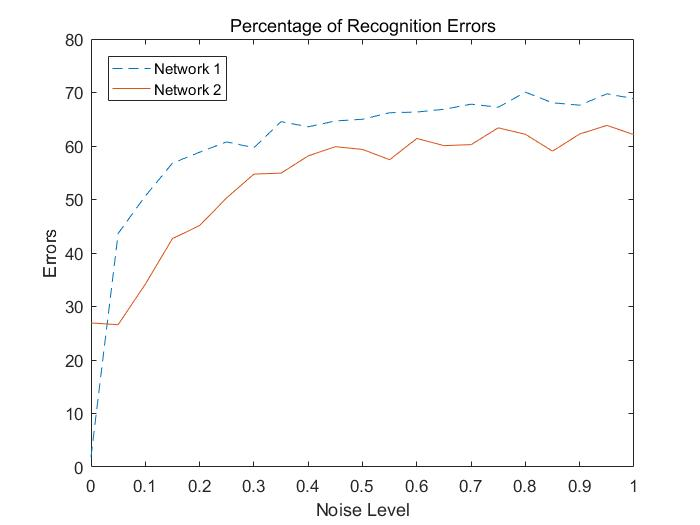 Percentage of Recognition Errors
80
70
60
50
40
30
20
10
0
Errors
Network 1
Network 2
0 0.1 0.2 0.3 0.4 0.5 0.6 0.7 0.8 0.9 1
Noise Level